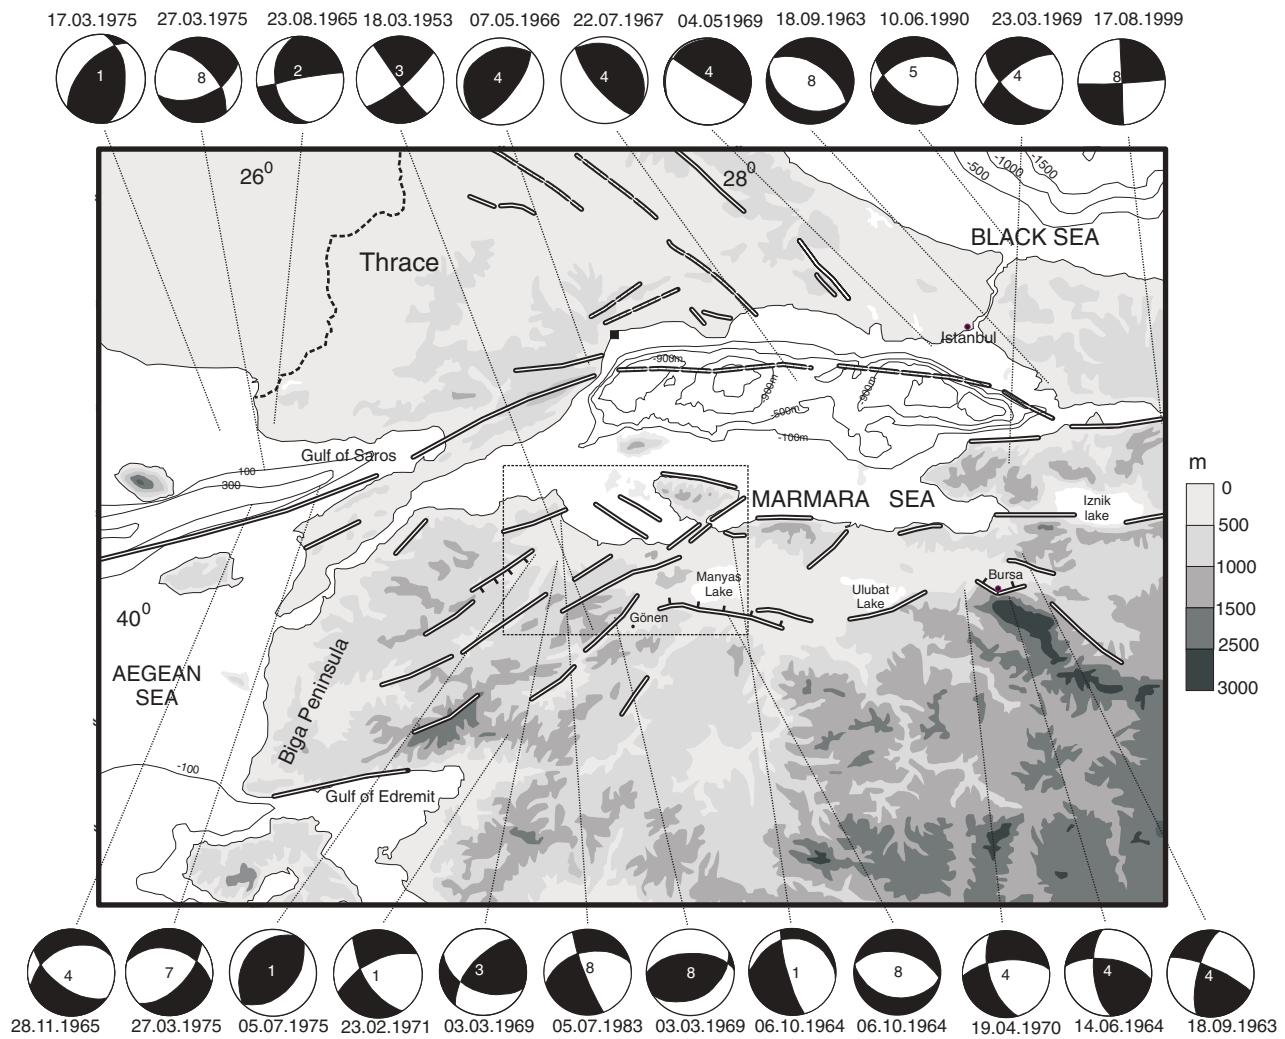 17.03.1975 27.03.1975 23.08.1965 18.03.1953 07.05.1966 22.07.1967 04.051969 18.09.1963 10.06.1990 23.03.1969 17.08.1999
1 8 2 3 4 4 4 8 5 4 8
26⁰ 28⁰
-500 -1000 -1500
BLACK SEA
Thrace
Istanbul
-900m
-900m
-900m
-500m
-100m
Gulf of Saros
100
300
MARMARA SEA
Iznik
lake
m
0
500
1000
1500
2500
3000
Manyas
Lake
Ulubat
Lake
Bursa
40⁰
Gönen
AEGEAN
SEA
Biga Peninsula
-100
Gulf of Edremit
4 7 1 1 3 8 8 1 8 4 4 4
28.11.1965 27.03.1975 05.07.1975 23.02.1971 03.03.1969 05.07.1983 03.03.1969 06.10.1964 06.10.1964 19.04.1970 14.06.1964 18.09.1963